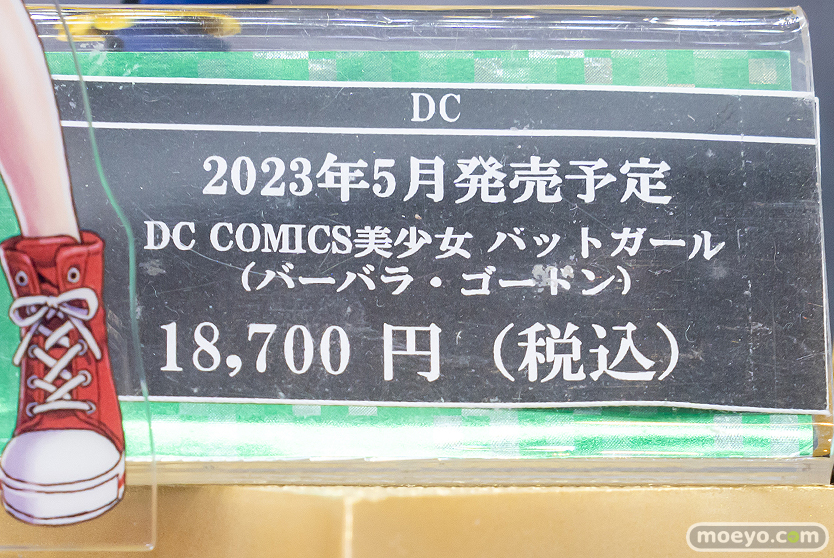 DC
2023年5月発売予定
DC COMICS美少女 バットガール
（バーバラ・ゴードン）
18,700 円（税込）
moeyo.com